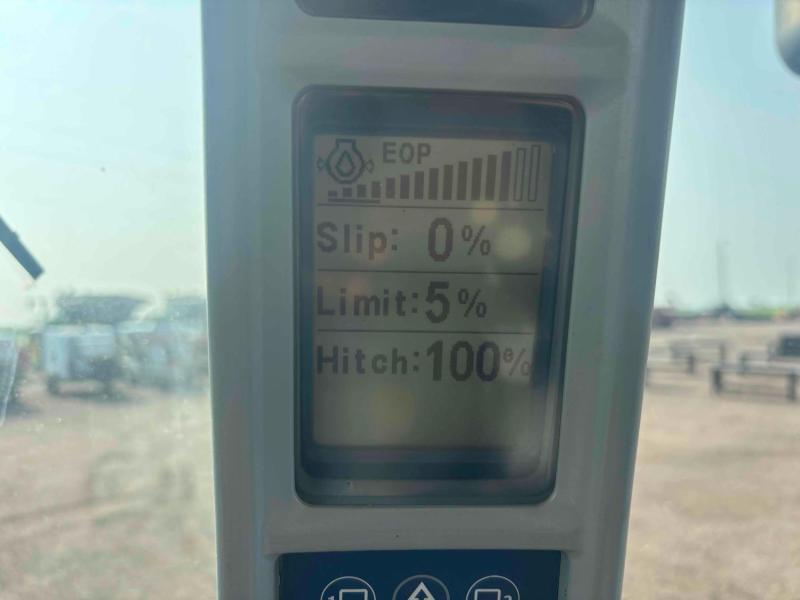 EOP
Slip: 0%
Limit: 5%
Hitch: 100%